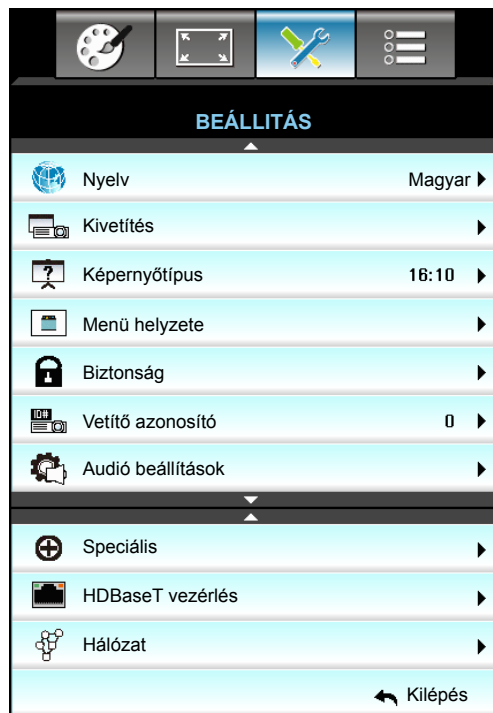 BEÁLLITÁS
Nyelv Magyar
Kivetítés
?
Képernyőtípus 16:10
Menü helyzete
Biztonság
ID#
Vetítő azonosító 0
Audió beállítások
Speciális
HDBaseT vezérlés
Hálózat
Kilépés